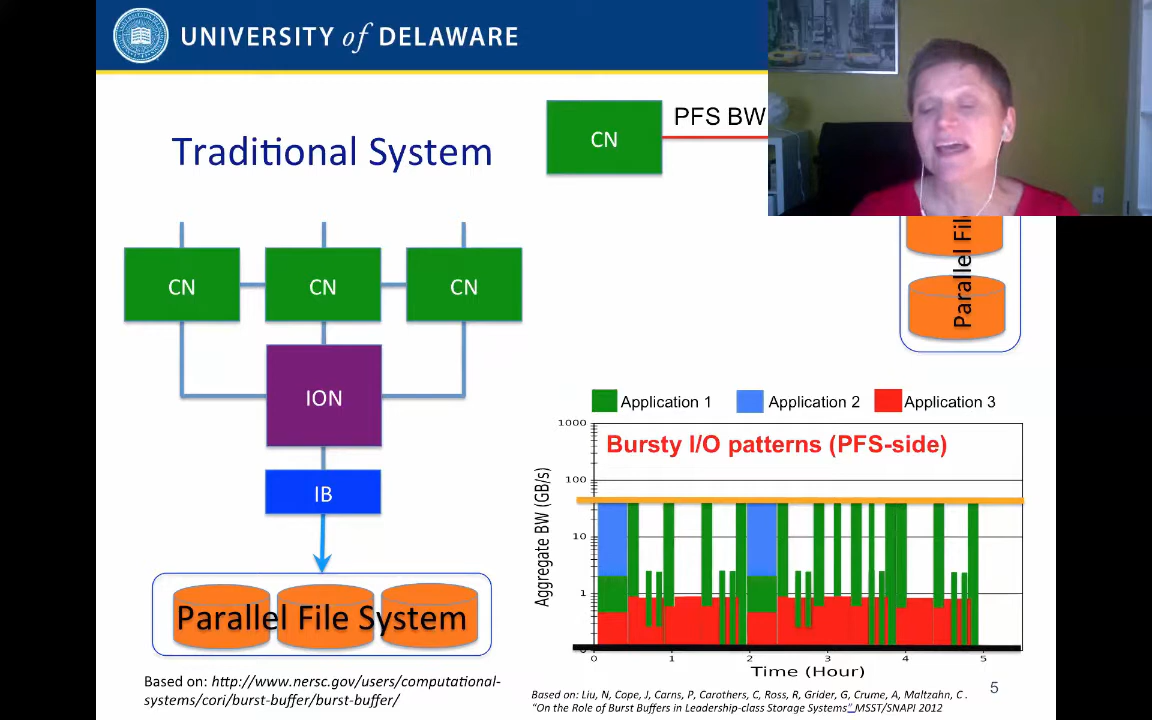 UNIVERSITY of DELAWARE
Traditional System
CN
PFS BW
CN
CN
CN
ION
IB
Parallel File System
Based on: http://www.nersc.gov/users/computational-
systems/cori/burst-buffer/burst-buffer/
Parallel Fil
Application 1
Application 2
Application 3
Bursty I/O patterns (PFS-side)
Aggregate BW (GB/s)
1000
100
10
1
0
0
1
2
3
4
5
Time (Hour)
Based on: Liu, N, Cope, J, Carns, P, Carothers, C, Ross, R, Grider, G, Crume, A, Maltzahn, C .
“On the Role of Burst Buffers in Leadership-class Storage Systems” MSST/SNAPI 2012
5